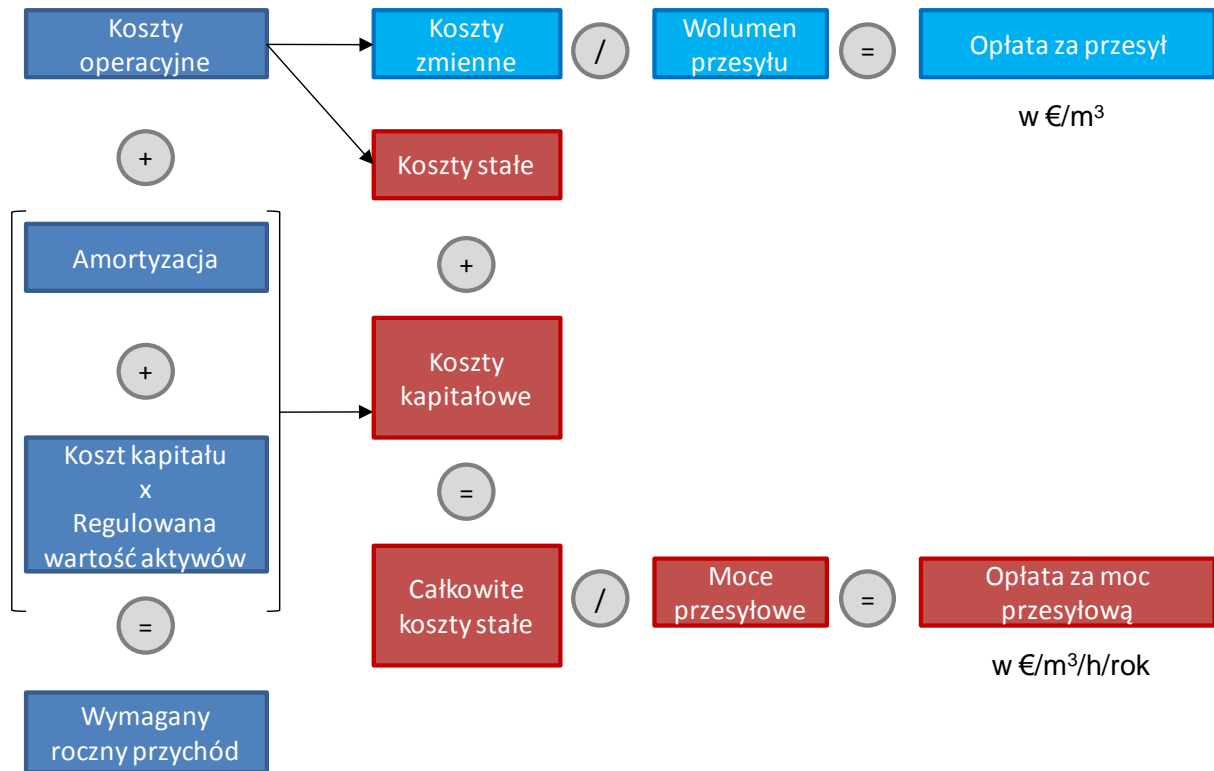 Koszty
operacyjne
Koszty
zmienne
/
Wolumen
przesyłu
=
Opłata za przesył
w €/m³
+
Koszty stałe
Amortyzacja
+
+
Koszty
kapitałowe
Koszt kapitału
x
Regulowana
wartość aktywów
=
Całkowite
koszty stałe
/
Moce
przesyłowe
=
Opłata za moc
przesyłową
=
w €/m³/h/rok
Wymagany
roczny przychód